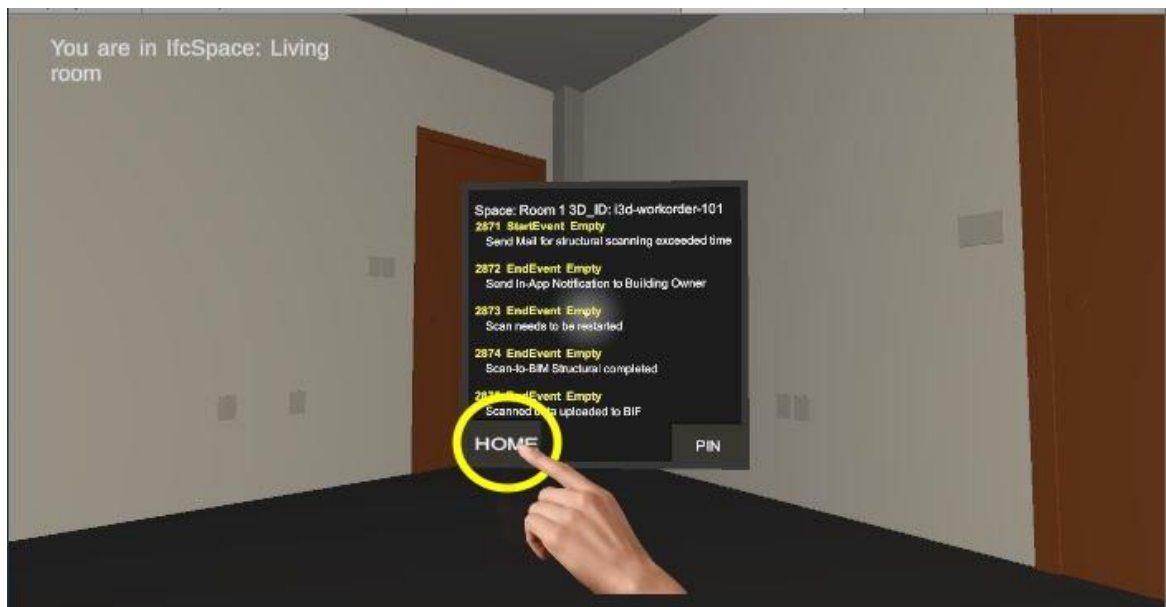 You are in IfcSpace: Living
room
Space: Room 1 3D_ID: i3d-workorder-101
2871 StartEvent Empty
Send Mail for structural scanning exceeded time
2872 EndEvent Empty
Send In-App Notification to Building Owner
2873 EndEvent Empty
Scan needs to be restarted
2874 EndEvent Empty
Scan-to-BIM Structural completed
EndEvent Empty
Scanned uploaded to BIF
HOME
PIN